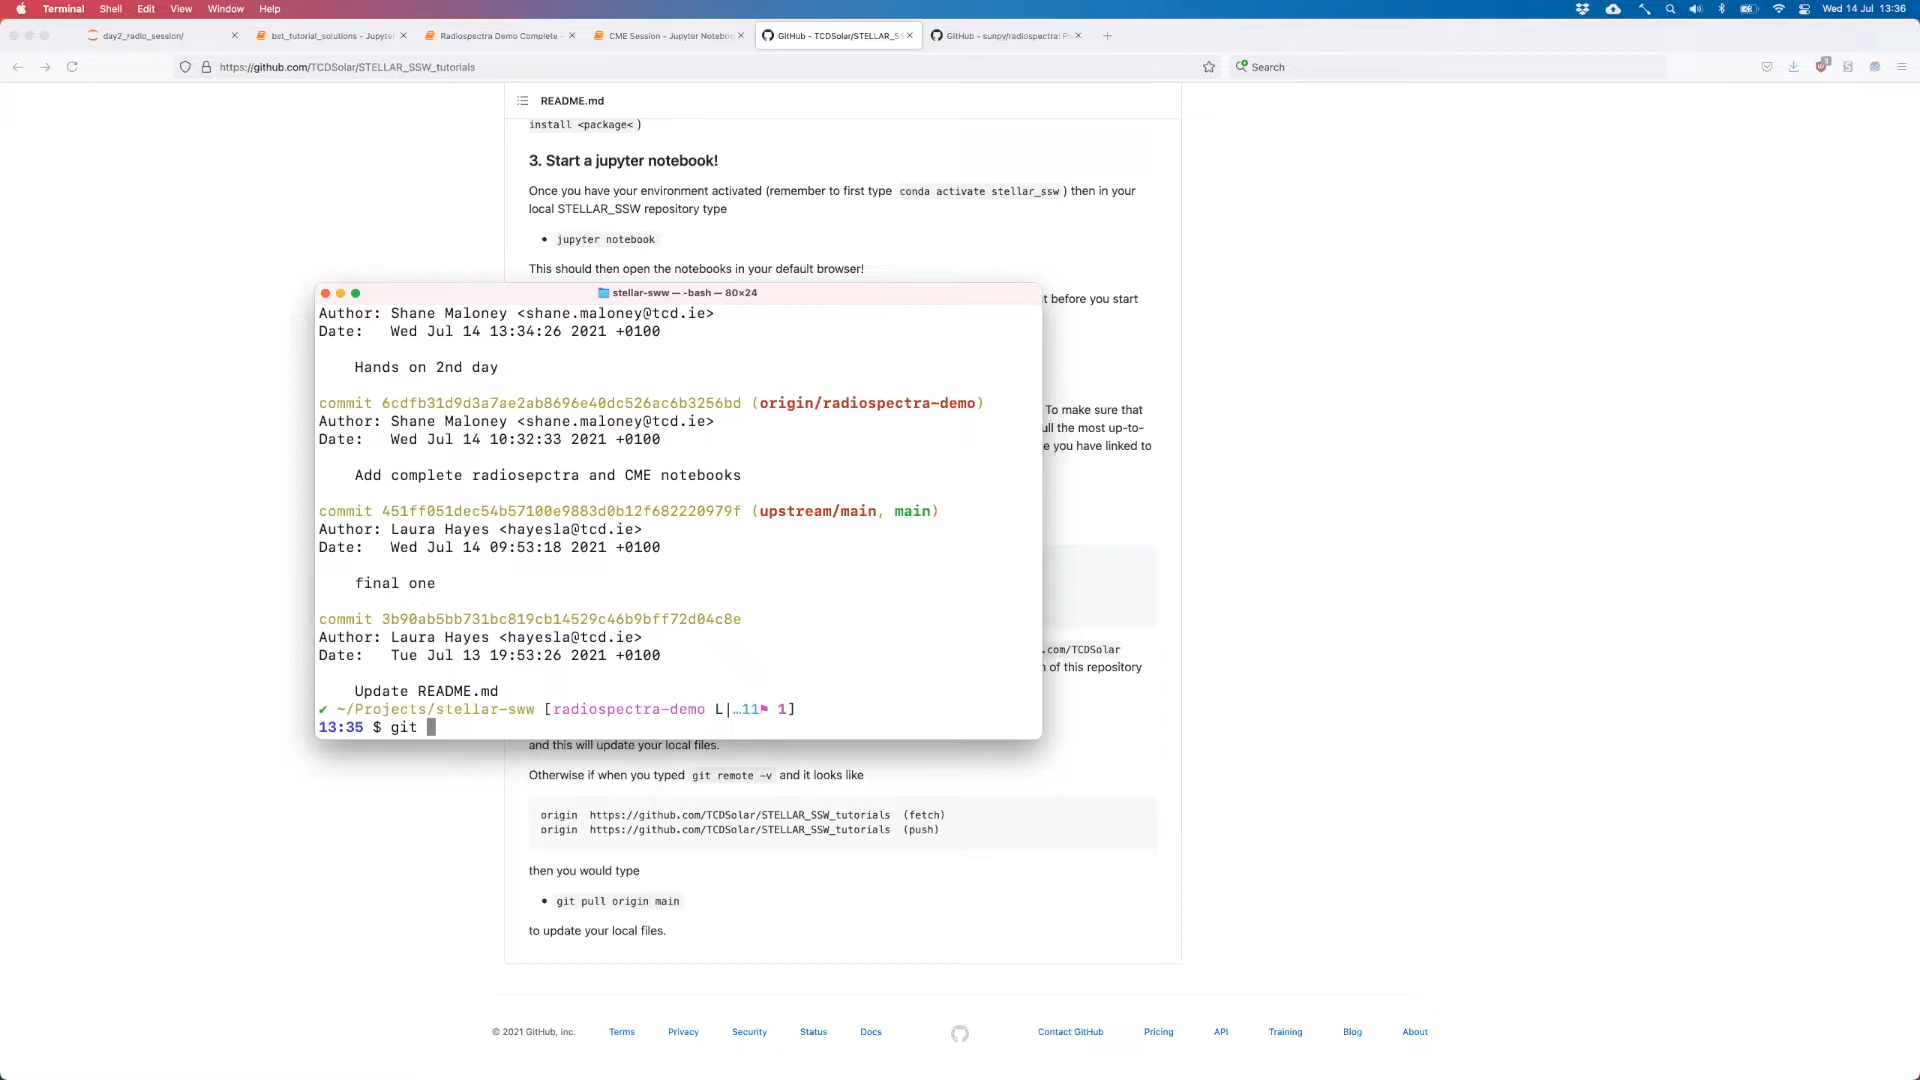 Terminal Shell Edit View Window Help Wed 14 Jul 13:36
day2_radio_session/ bst_tutorial_solutions - Jupyter Radiospectra Demo Complete - CME Session - Jupyter Notebo GitHub - TCDSolar/STELLAR_SS GitHub - sunpy/radiospectra: P
https://github.com/TCDSolar/STELLAR_SSW_tutorials Search
README.md
install <package< )
3. Start a jupyter notebook!
Once you have your environment activated (remember to first type conda activate stellar_ssw ) then in your
local STELLAR_SSW repository type
• jupyter notebook
This should then open the notebooks in your default browser!
t before you start
To make sure that
ull the most up-to-
e you have linked to
.com/TCDSolar
n of this repository
stellar-sww — -bash — 80×24
Author: Shane Maloney <shane.maloney@tcd.ie>
Date: Wed Jul 14 13:34:26 2021 +0100
Hands on 2nd day
commit 6cdfb31d9d3a7ae2ab8696e40dc526ac6b3256bd (origin/radiospectra-demo)
Author: Shane Maloney <shane.maloney@tcd.ie>
Date: Wed Jul 14 10:32:33 2021 +0100
Add complete radiosepctra and CME notebooks
commit 451ff051dec54b57100e9883d0b12f682220979f (upstream/main, main)
Author: Laura Hayes <hayesla@tcd.ie>
Date: Wed Jul 14 09:53:18 2021 +0100
final one
commit 3b90ab5bb731bc819cb14529c46b9bff72d04c8e
Author: Laura Hayes <hayesla@tcd.ie>
Date: Tue Jul 13 19:53:26 2021 +0100
Update README.md
✔ ~/Projects/stellar-sww [radiospectra-demo L|…11⚑ 1]
13:35 $ git
and this will update your local files.
Otherwise if when you typed git remote -v and it looks like
origin https://github.com/TCDSolar/STELLAR_SSW_tutorials (fetch)
origin https://github.com/TCDSolar/STELLAR_SSW_tutorials (push)
then you would type
• git pull origin main
to update your local files.
© 2021 GitHub, Inc. Terms Privacy Security Status Docs Contact GitHub Pricing API Training Blog About